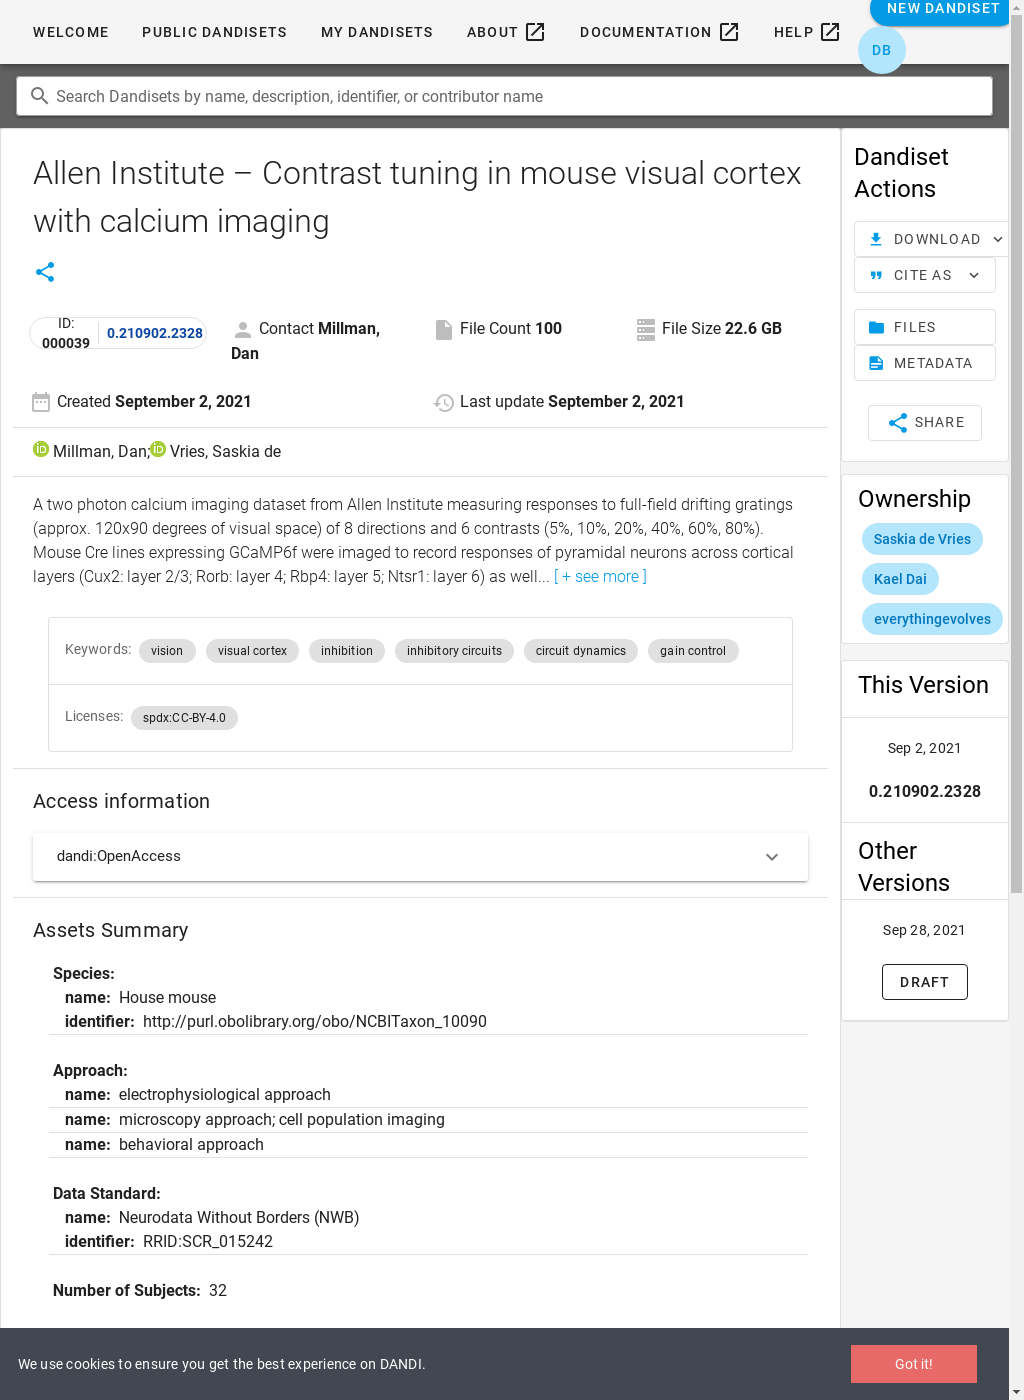 WELCOME PUBLIC DANDISETS MY DANDISETS ABOUT DOCUMENTATION HELP NEW DANDISET
DB
Search Dandisets by name, description, identifier, or contributor name
Allen Institute – Contrast tuning in mouse visual cortex
with calcium imaging
ID:
000039
0.210902.2328
Contact Millman,
Dan
File Count 100
File Size 22.6 GB
Created September 2, 2021
Last update September 2, 2021
Millman, Dan; Vries, Saskia de
A two photon calcium imaging dataset from Allen Institute measuring responses to full-field drifting gratings
(approx. 120x90 degrees of visual space) of 8 directions and 6 contrasts (5%, 10%, 20%, 40%, 60%, 80%).
Mouse Cre lines expressing GCaMP6f were imaged to record responses of pyramidal neurons across cortical
layers (Cux2: layer 2/3; Rorb: layer 4; Rbp4: layer 5; Ntsr1: layer 6) as well... [ + see more ]
Keywords: vision visual cortex inhibition inhibitory circuits circuit dynamics gain control
Licenses: spdx:CC-BY-4.0
Access information
dandi:OpenAccess
Assets Summary
Species:
name: House mouse
identifier: http://purl.obolibrary.org/obo/NCBITaxon_10090
Approach:
name: electrophysiological approach
name: microscopy approach; cell population imaging
name: behavioral approach
Data Standard:
name: Neurodata Without Borders (NWB)
identifier: RRID:SCR_015242
Number of Subjects: 32
Dandiset
Actions
DOWNLOAD
CITE AS
FILES
METADATA
SHARE
Ownership
Saskia de Vries
Kael Dai
everythingevolves
This Version
Sep 2, 2021
0.210902.2328
Other
Versions
Sep 28, 2021
DRAFT
We use cookies to ensure you get the best experience on DANDI.
Got it!